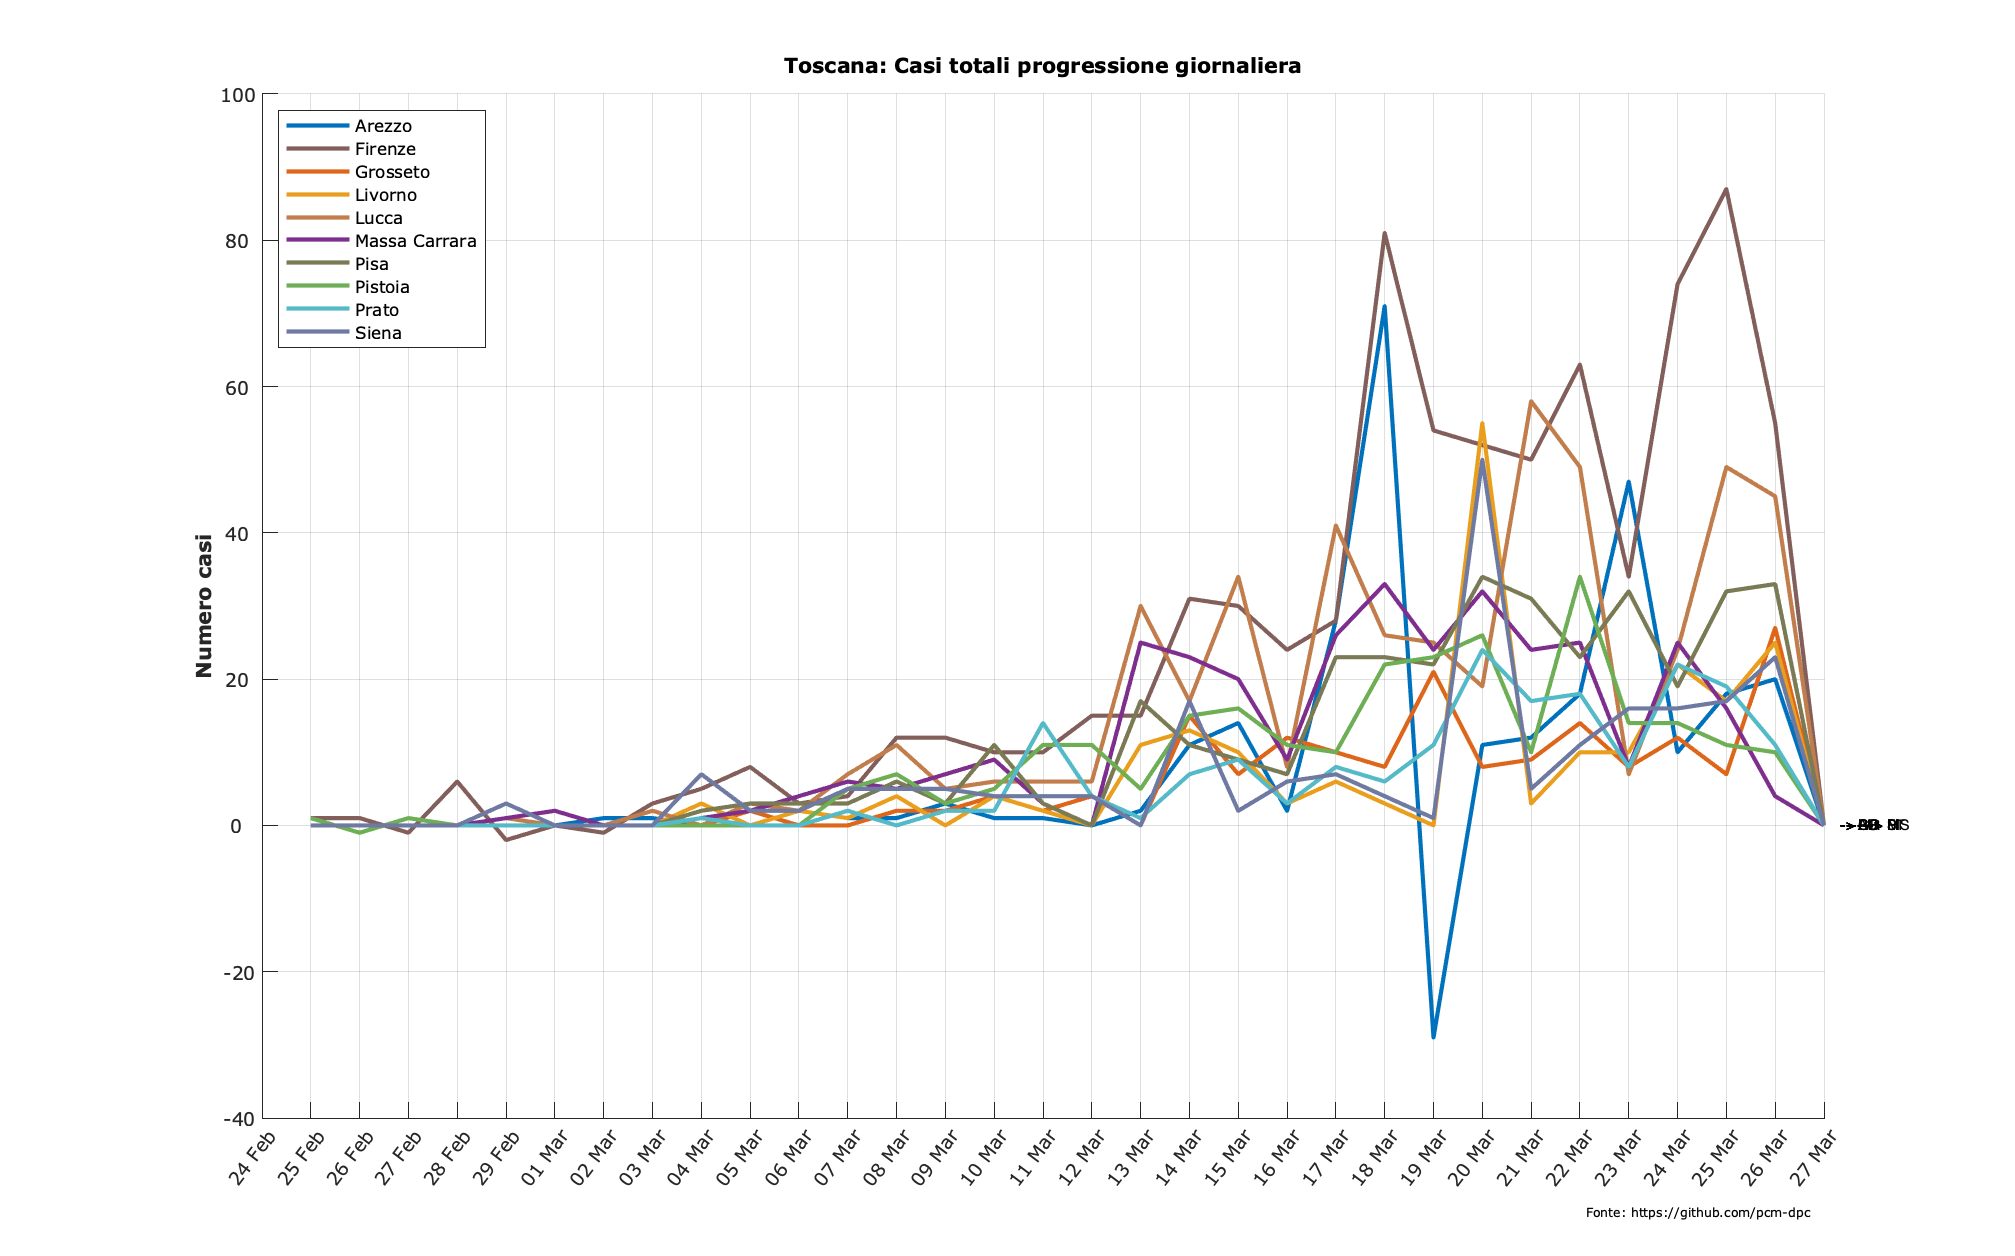 Toscana: Casi totali progressione giornaliera
100
80
60
40
20
0
-20
-40
Numero casi
Arezzo
Firenze
Grosseto
Livorno
Lucca
Massa Carrara
Pisa
Pistoia
Prato
Siena
24 Feb
25 Feb
26 Feb
27 Feb
28 Feb
29 Feb
01 Mar
02 Mar
03 Mar
04 Mar
05 Mar
06 Mar
07 Mar
08 Mar
09 Mar
10 Mar
11 Mar
12 Mar
13 Mar
14 Mar
15 Mar
16 Mar
17 Mar
18 Mar
19 Mar
20 Mar
21 Mar
22 Mar
23 Mar
24 Mar
25 Mar
26 Mar
27 Mar
Fonte: https://github.com/pcm-dpc